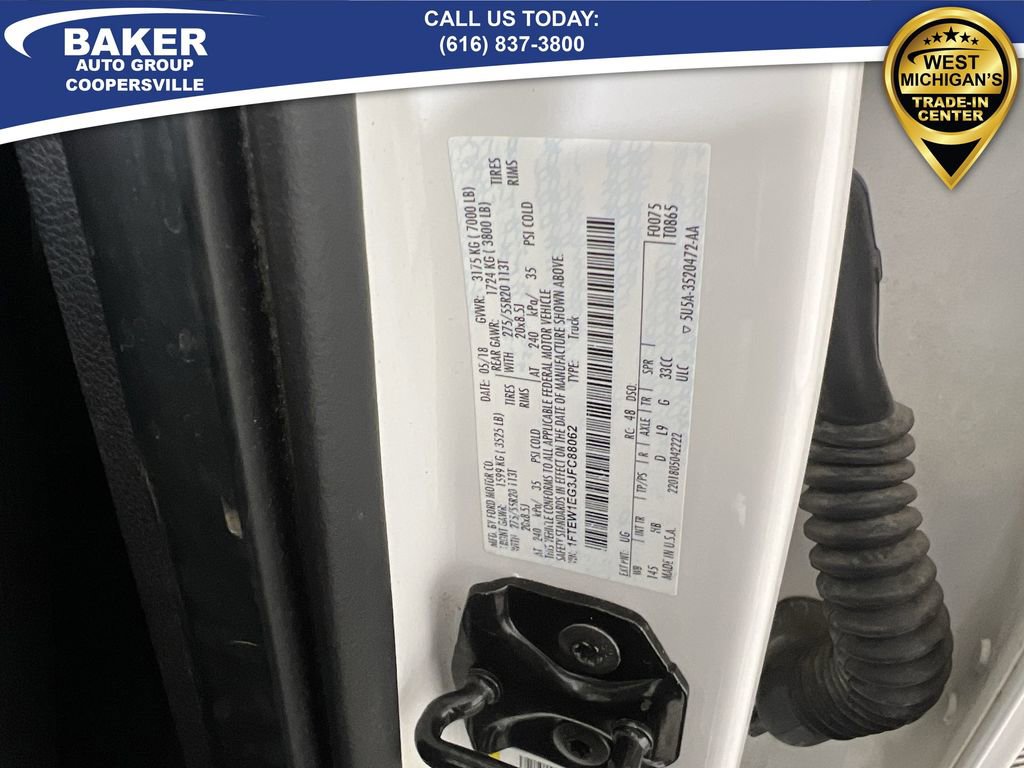 BAKER
AUTO GROUP
COOPERSVILLE
CALL US TODAY:
(616) 837-3800
WEST
MICHIGAN'S
TRADE-IN
CENTER
MFD. BY FORD MOTOR CO.
DATE: 05/18 GVWR: 3175 KG ( 7000 LB)
FRONT GAWR: 1599 KG ( 3525 LB) REAR GAWR: 1724 KG ( 3800 LB)
WITH 275/55R20 113T TIRES WITH 275/55R20 113T TIRES
20x8.5J RIMS 20x8.5J RIMS
AT 240 kPa/ 35 PSI COLD AT 240 kPa/ 35 PSI COLD
THIS VEHICLE CONFORMS TO ALL APPLICABLE FEDERAL MOTOR VEHICLE
SAFETY STANDARDS IN EFFECT ON THE DATE OF MANUFACTURE SHOWN ABOVE.
VIN: 1FTEW1EG3JFC88062 TYPE: Truck
EXT PNT: UG RC: 48 DSO: F0075
WB INT TR TP/PS R AXLE TR SPR T0865
145 D L9 G 33CC
MADE IN U.S.A. 2201805042222 ULC 5U5A-3520472-AA